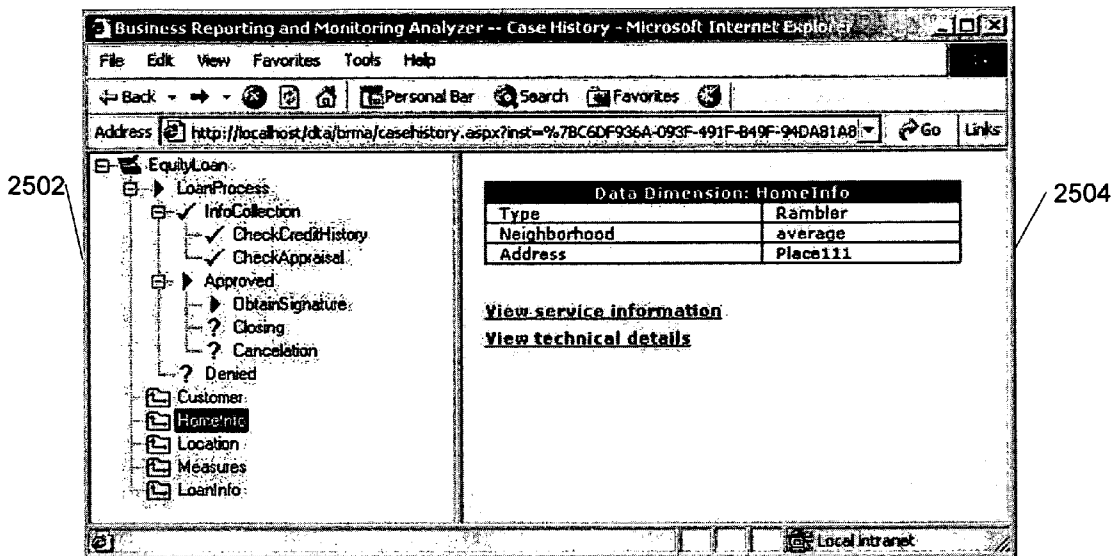 Business Reporting and Monitoring Analyzer -- Case History - Microsoft Internet Explorer
File Edit View Favorites Tools Help
Back Personal Bar Search Favorites
Address http://localhost/dta/brma/casehistory.aspx?inst=%7BC6DF936A-093F-491F-B49F-94DA81A8 Go Links
EquityLoan
LoanProcess
InfoCollection
CheckCreditHistory
CheckAppraisal
Approved
ObtainSignature
? Closing
? Cancelation
? Denied
Customer
HomeInfo
Location
Measures
LoanInfo
2502
Data Dimension: HomeInfo
Type Rambler
Neighborhood average
Address Place111
View service information
View technical details
2504
Local intranet